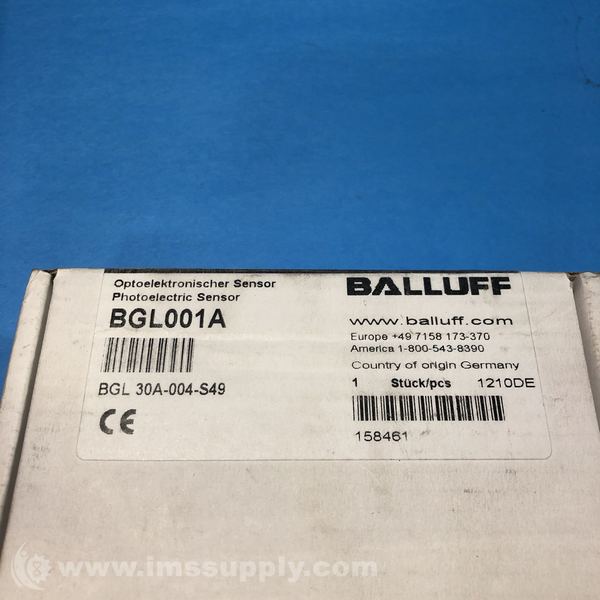 Optoelektronischer Sensor
Photoelectric Sensor
BGL001A
BGL 30A-004-S49
CE
BALLUFF
www.balluff.com
Europe +49 7158 173-370
America 1-800-543-8390
Country of origin Germany
1 Stück/pcs 1210DE
158461
www.imssupply.com